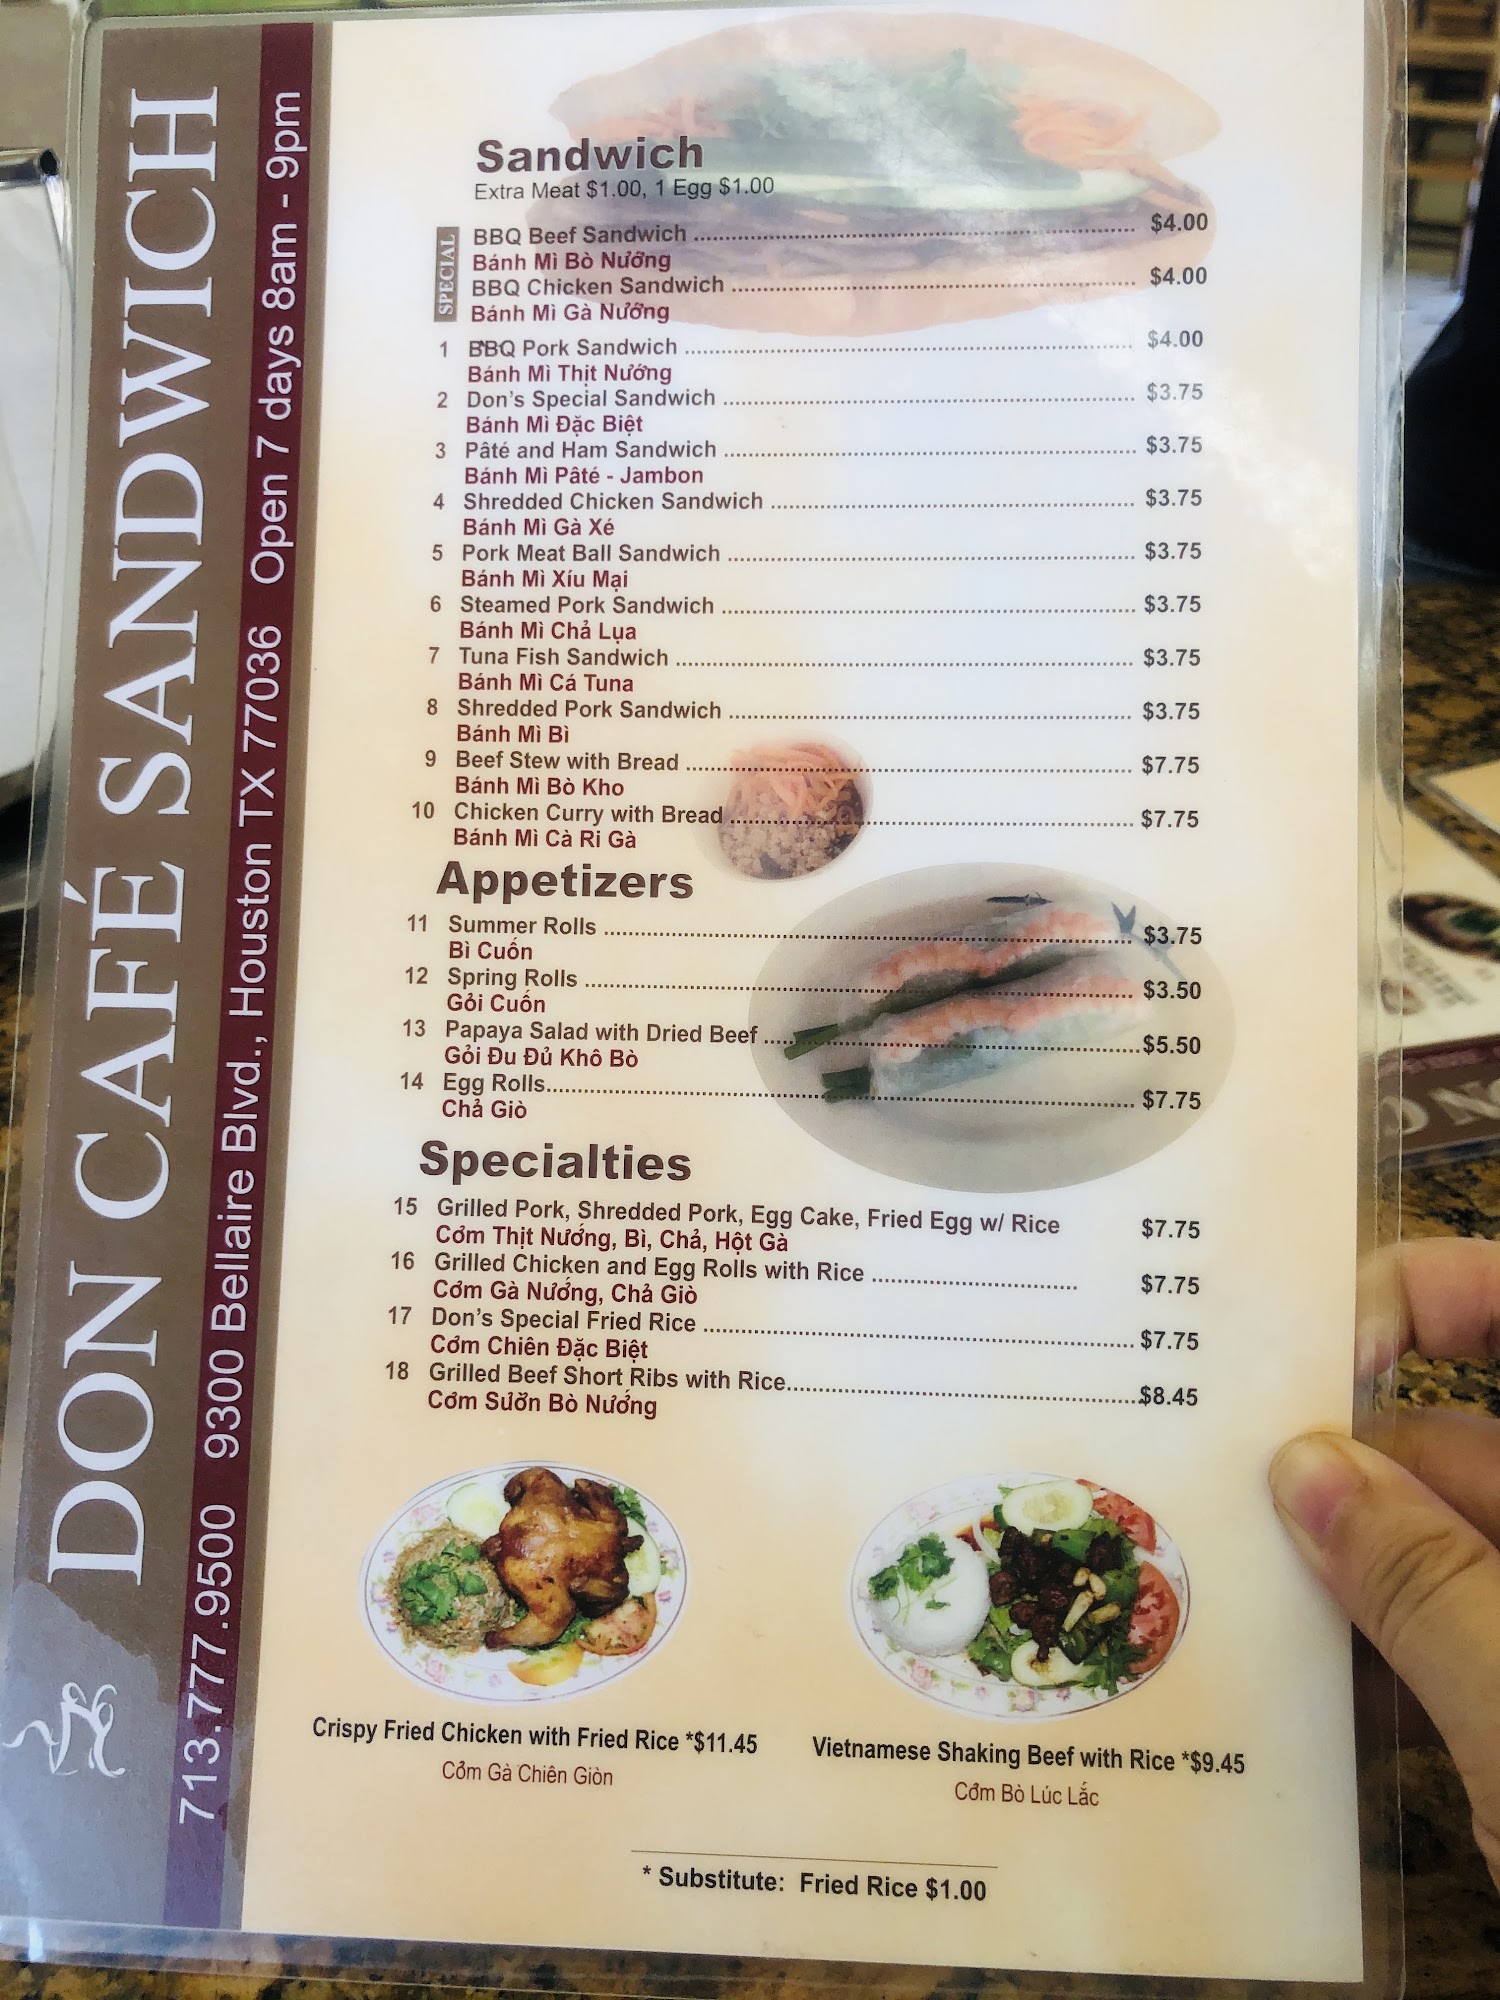 DON CAFÉ SANDWICH
713.777.9500 9300 Bellaire Blvd., Houston TX 77036 Open 7 days 8am - 9pm
Sandwich
Extra Meat $1.00, 1 Egg $1.00
SPECIAL
BBQ Beef Sandwich $4.00
Bánh Mì Bò Nướng
BBQ Chicken Sandwich $4.00
Bánh Mì Gà Nướng
1 BBQ Pork Sandwich $4.00
Bánh Mì Thịt Nướng
2 Don's Special Sandwich $3.75
Bánh Mì Đặc Biệt
3 Pâté and Ham Sandwich $3.75
Bánh Mì Pâté - Jambon
4 Shredded Chicken Sandwich $3.75
Bánh Mì Gà Xé
5 Pork Meat Ball Sandwich $3.75
Bánh Mì Xíu Mại
6 Steamed Pork Sandwich $3.75
Bánh Mì Chả Lụa
7 Tuna Fish Sandwich $3.75
Bánh Mì Cá Tuna
8 Shredded Pork Sandwich $3.75
Bánh Mì Bì
9 Beef Stew with Bread $7.75
Bánh Mì Bò Kho
10 Chicken Curry with Bread $7.75
Bánh Mì Cà Ri Gà
Appetizers
11 Summer Rolls $3.75
Bì Cuốn
12 Spring Rolls $3.50
Gỏi Cuốn
13 Papaya Salad with Dried Beef $5.50
Gỏi Đu Đủ Khô Bò
14 Egg Rolls $7.75
Chả Giò
Specialties
15 Grilled Pork, Shredded Pork, Egg Cake, Fried Egg w/ Rice $7.75
Cơm Thịt Nướng, Bì, Chả, Hột Gà
16 Grilled Chicken and Egg Rolls with Rice $7.75
Cơm Gà Nướng, Chả Giò
17 Don's Special Fried Rice $7.75
Cơm Chiên Đặc Biệt
18 Grilled Beef Short Ribs with Rice $8.45
Cơm Sườn Bò Nướng
Crispy Fried Chicken with Fried Rice *$11.45
Cơm Gà Chiên Giòn
Vietnamese Shaking Beef with Rice *$9.45
Cơm Bò Lúc Lắc
* Substitute: Fried Rice $1.00